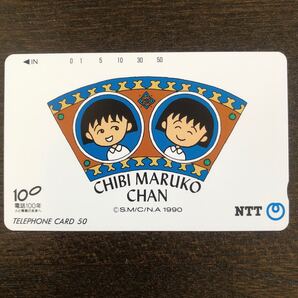 ◀IN 0 1 5 10 30 50
CHIBI MARUKO
CHAN
©S.M/C/N.A 1990
100
電話100年
TELEPHONE CARD 50
NTT